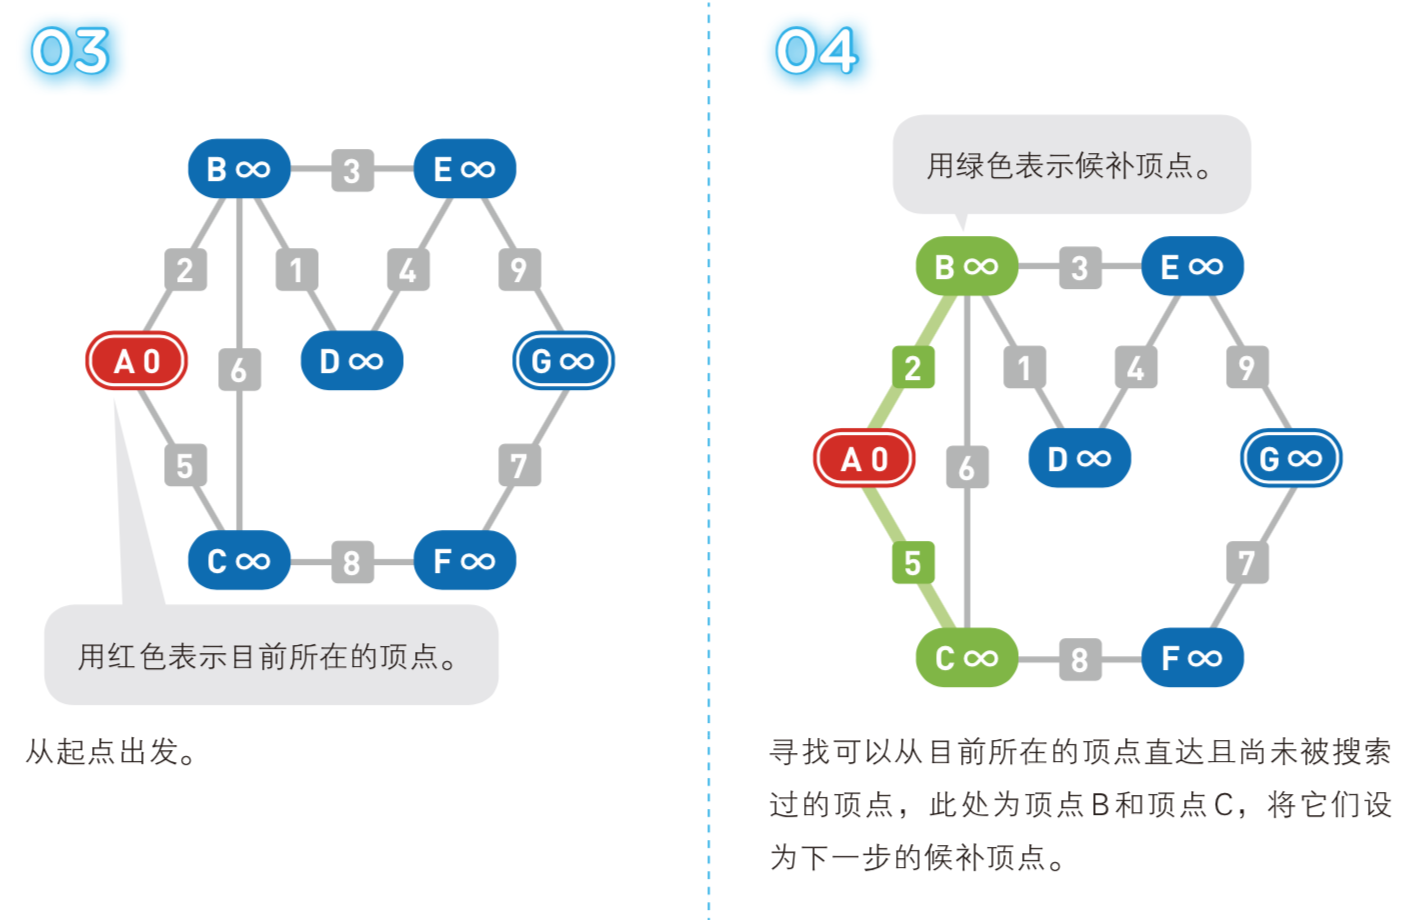 03
B ∞
3
E ∞
2
1
4
9
A 0
6
D ∞
G ∞
5
7
C ∞
8
F ∞
用红色表示目前所在的顶点。
从起点出发。
04
用绿色表示候补顶点。
B ∞
3
E ∞
2
1
4
9
A 0
6
D ∞
G ∞
5
7
C ∞
8
F ∞
寻找可以从目前所在的顶点直达且尚未被搜索
过的顶点，此处为顶点B和顶点C，将它们设
为下一步的候补顶点。